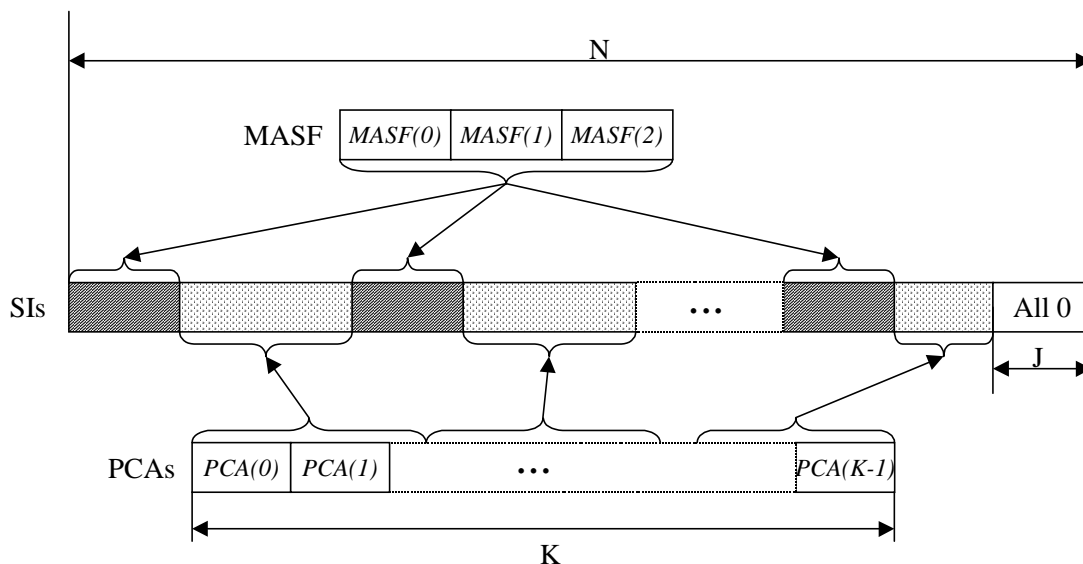 N
MASF MASF(0) MASF(1) MASF(2)
SIs ... All 0
J
PCAs PCA(0) PCA(1) ... PCA(K-1)
K